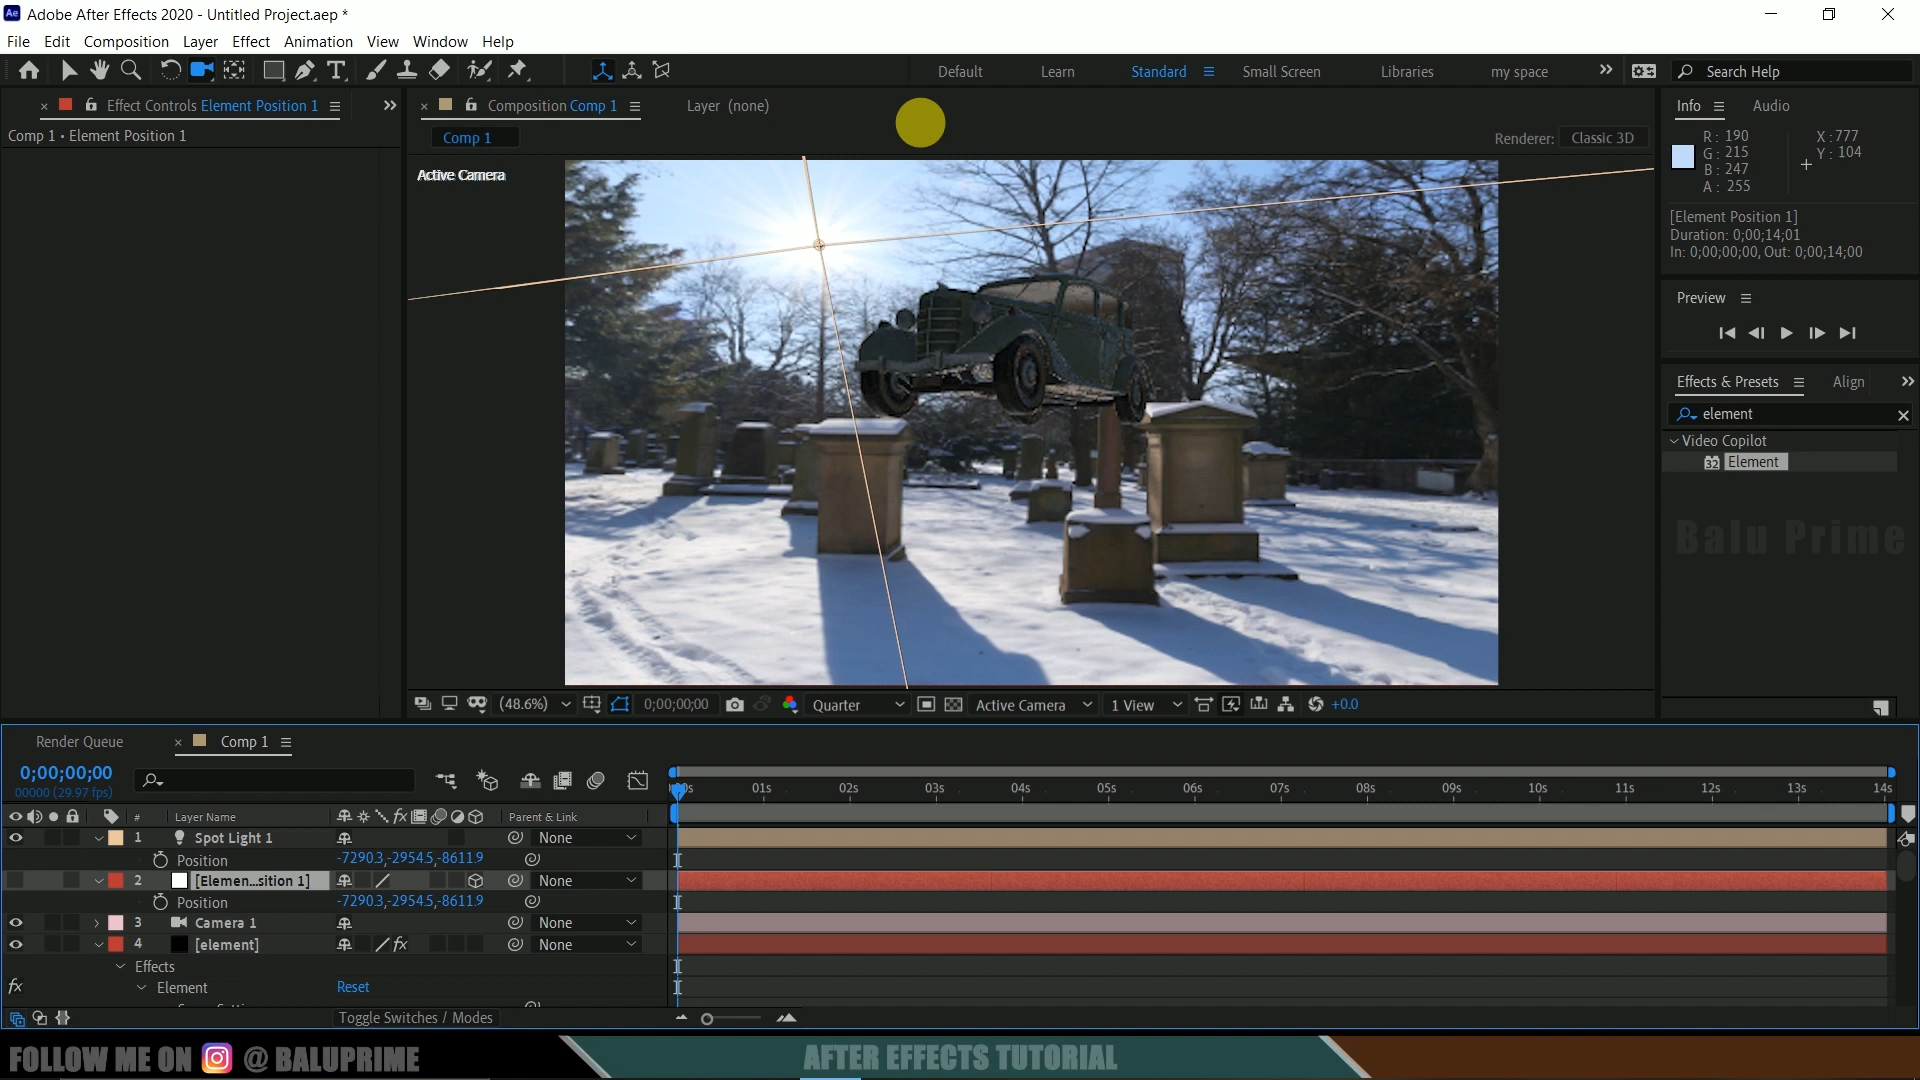 Ae Adobe After Effects 2020 - Untitled Project.aep *
File Edit Composition Layer Effect Animation View Window Help
Default Learn Standard Small Screen Libraries my space Search Help
Effect Controls Element Position 1
Composition Comp 1
Layer (none)
Info
Audio
Comp 1 • Element Position 1
Comp 1
Renderer: Classic 3D
R: 190
G: 215
B: 247
A: 255
X: 777
Y: 104
Active Camera
[Element Position 1]
Duration: 0;00;14;01
In: 0;00;00;00, Out: 0;00;14;00
Preview
Effects & Presets
Align
element
Video Copilot
32 Element
Balu Prime
(48.6%) 0;00;00;00 Quarter Active Camera 1 View +0.0
Render Queue
Comp 1
0;00;00;00
00000 (29.97 fps)
01s 02s 03s 04s 05s 06s 07s 08s 09s 10s 11s 12s 13s 14s
# Layer Name fx Parent & Link
1 Spot Light 1 None
Position -7290.3,-2954.5,-8611.9
2 [Elemen...sition 1] None
Position -7290.3,-2954.5,-8611.9
3 Camera 1 None
4 [element] fx None
Effects
fx Element Reset
Toggle Switches / Modes
FOLLOW ME ON @ BALUPRIME
AFTER EFFECTS TUTORIAL